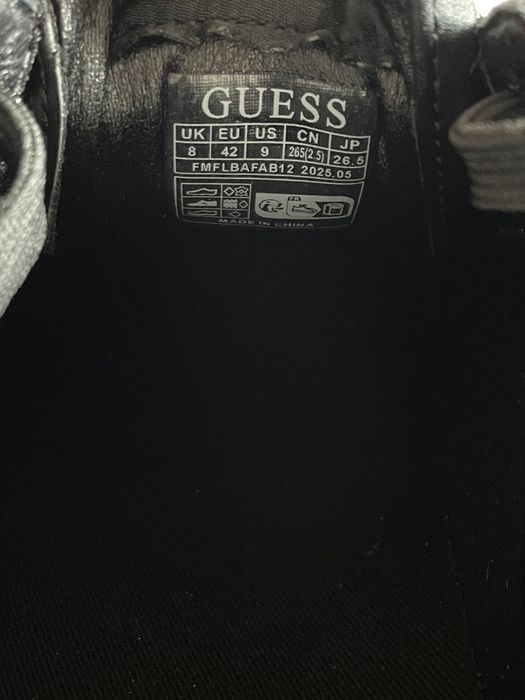 GUESS
UK EU US CN JP
8 42 9 265(2.5) 26.5
FMFLBAFAB12 2025.05
MADE IN CHINA